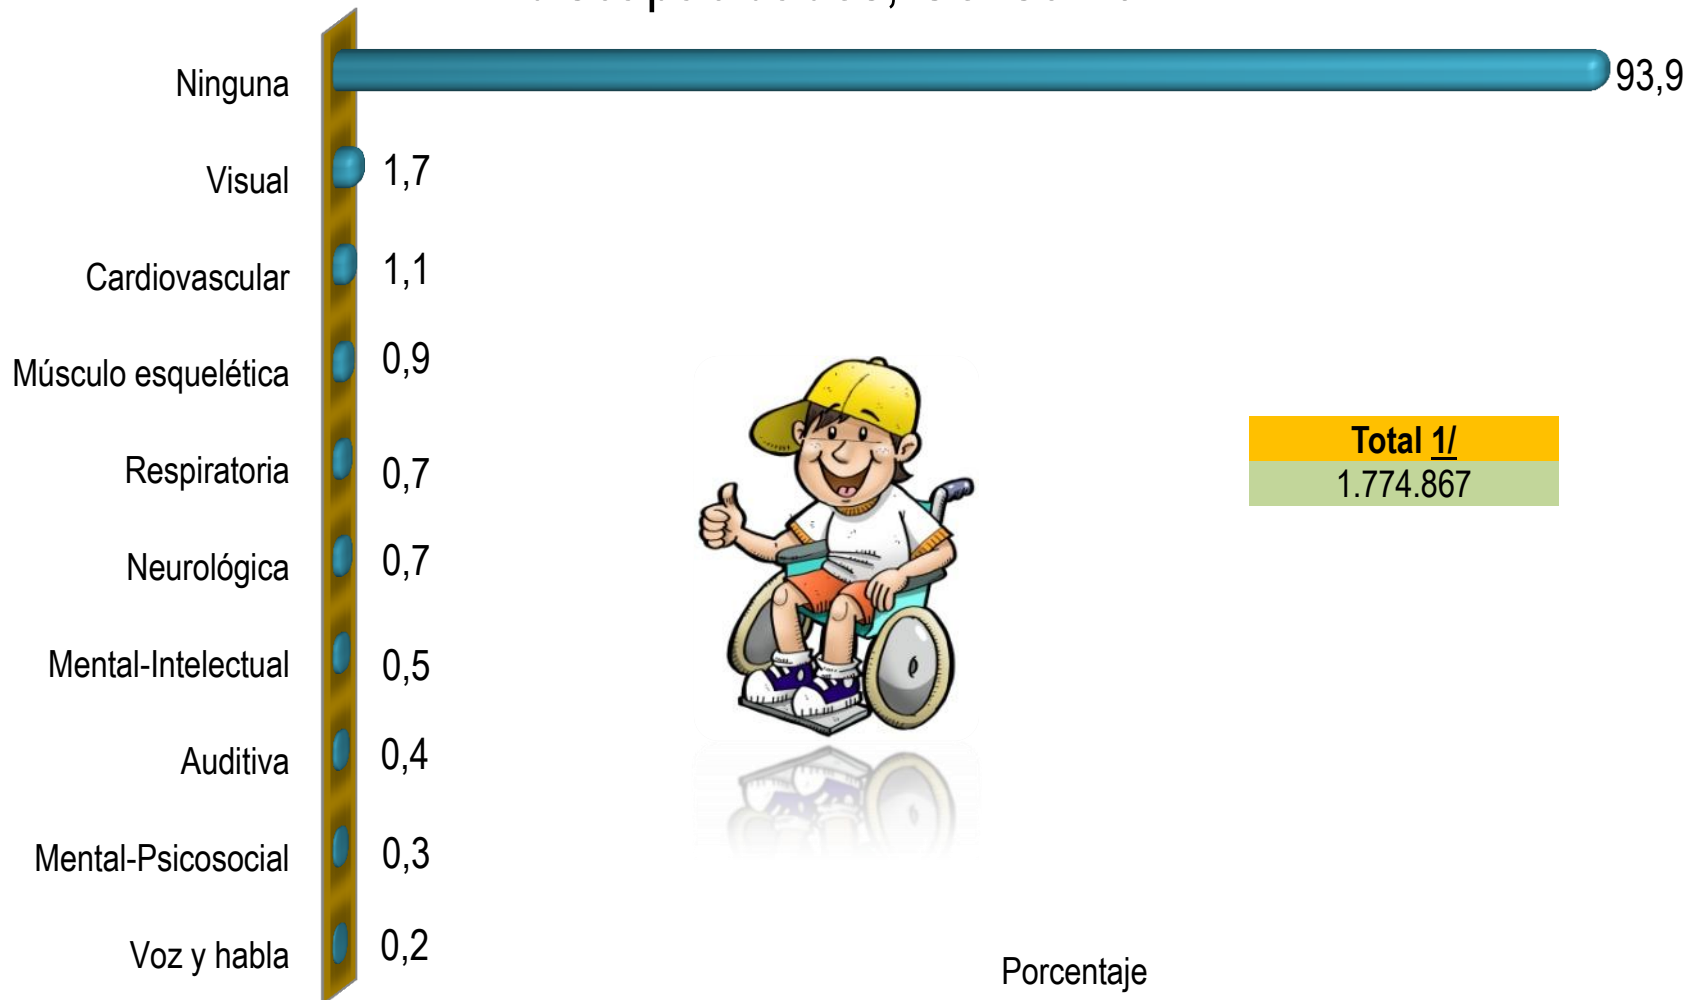 Ninguna 93,9
Visual 1,7
Cardiovascular 1,1
Músculo esquelética 0,9
Respiratoria 0,7
Neurológica 0,7
Mental-Intelectual 0,5
Auditiva 0,4
Mental-Psicosocial 0,3
Voz y habla 0,2
Total 1/
1.774.867
Porcentaje